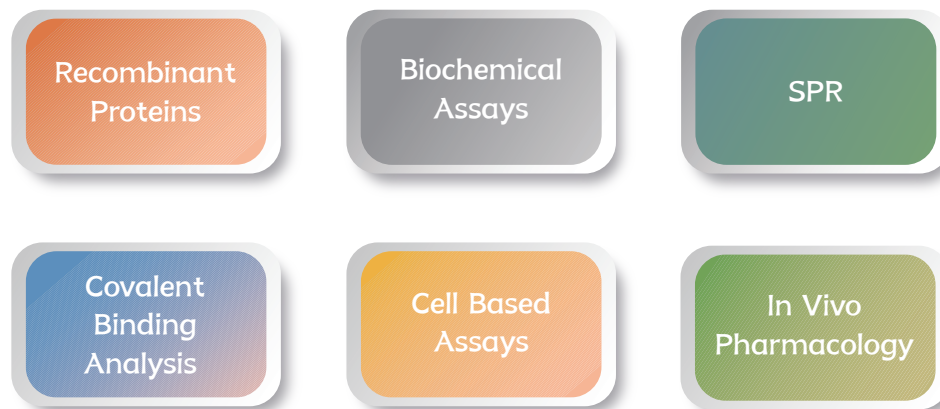 Recombinant
Proteins
Biochemical
Assays
SPR
Covalent
Binding
Analysis
Cell Based
Assays
In Vivo
Pharmacology